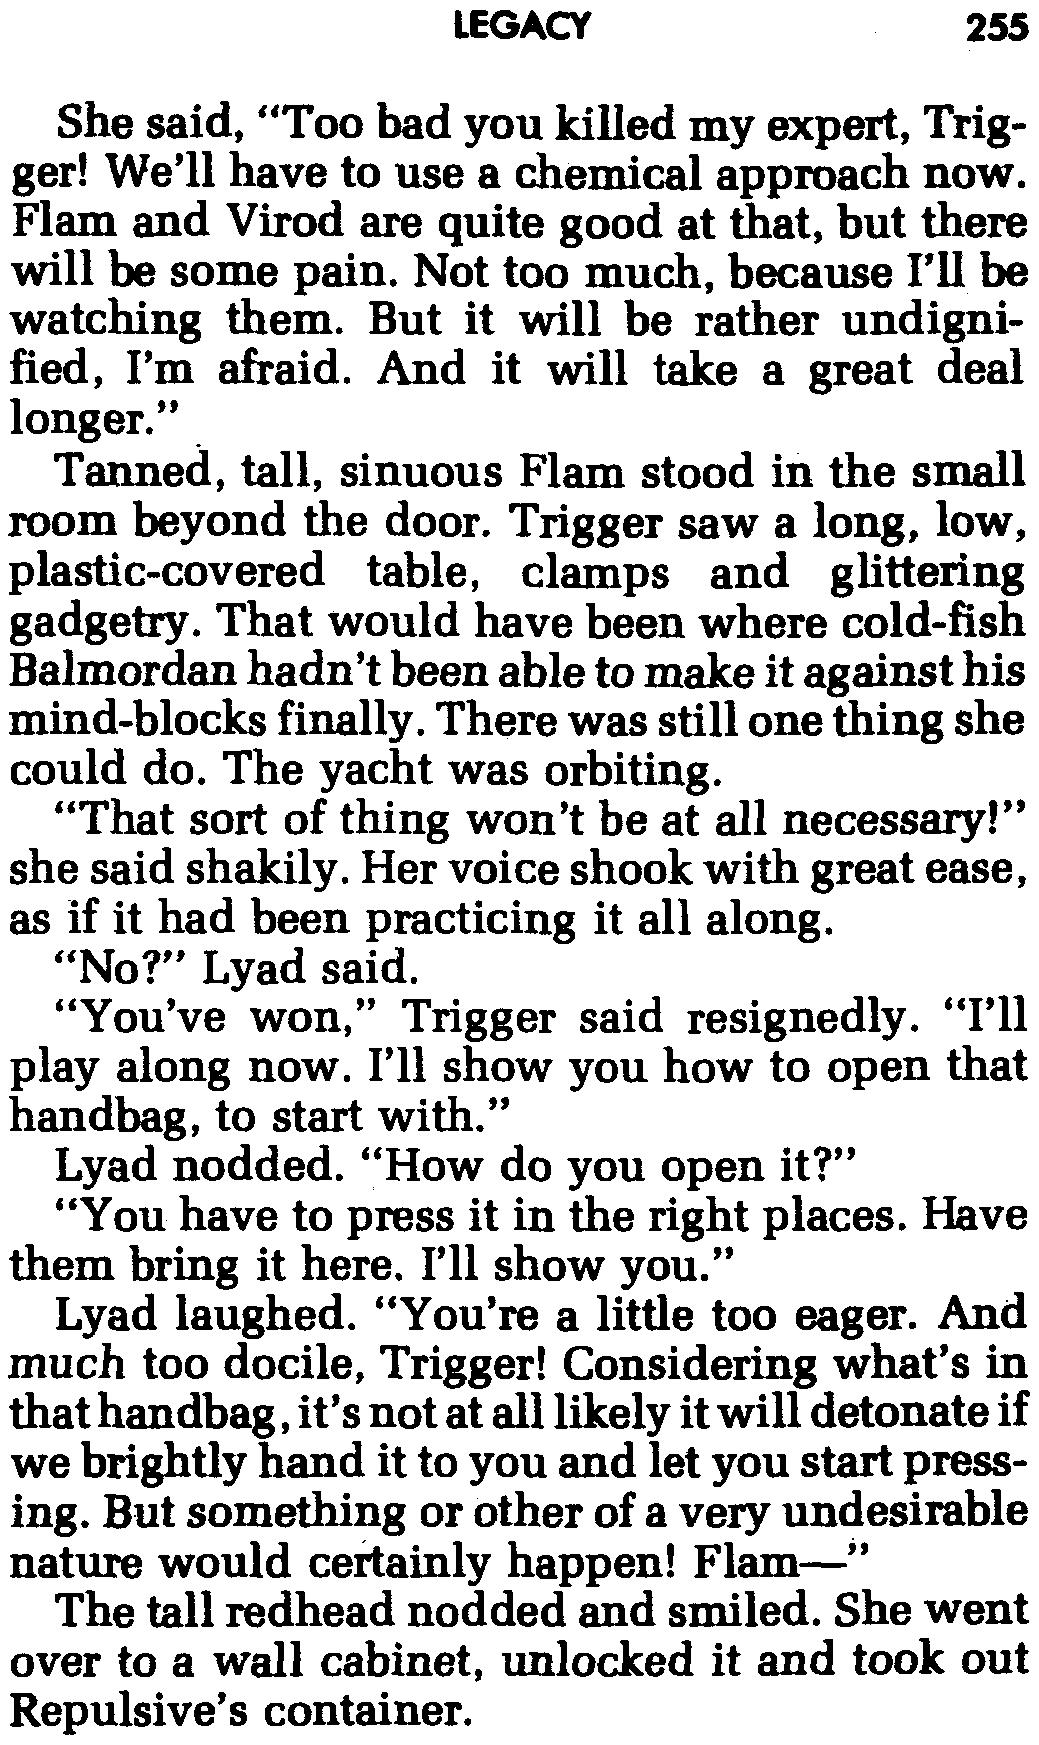 LEGACY 255
She said, “Too bad you killed my expert, Trig-
ger! We’ll have to use a chemical approach now.
Flam and Virod are quite good at that, but there
will be some pain. Not too much, because I’ll be
watching them. But it will be rather undigni-
fied, I’m afraid. And it will take a great deal
longer.”
Tanned, tall, sinuous Flam stood in the small
room beyond the door. Trigger saw a long, low,
plastic-covered table, clamps and glittering
gadgetry. That would have been where cold-fish
Balmordan hadn’t been able to make it against his
mind-blocks finally. There was still one thing she
could do. The yacht was orbiting.
“That sort of thing won’t be at all necessary!”
she said shakily. Her voice shook with great ease,
as if it had been practicing it all along.
“No?” Lyad said.
“You’ve won,” Trigger said resignedly. “I’ll
play along now. I’ll show you how to open that
handbag, to start with.”
Lyad nodded. “How do you open it?”
“You have to press it in the right places. Have
them bring it here. I’ll show you.”
Lyad laughed. “You’re a little too eager. And
much too docile, Trigger! Considering what’s in
that handbag, it’s not at all likely it will detonate if
we brightly hand it to you and let you start press-
ing. But something or other of a very undesirable
nature would certainly happen! Flam—”
The tall redhead nodded and smiled. She went
over to a wall cabinet, unlocked it and took out
Repulsive’s container.